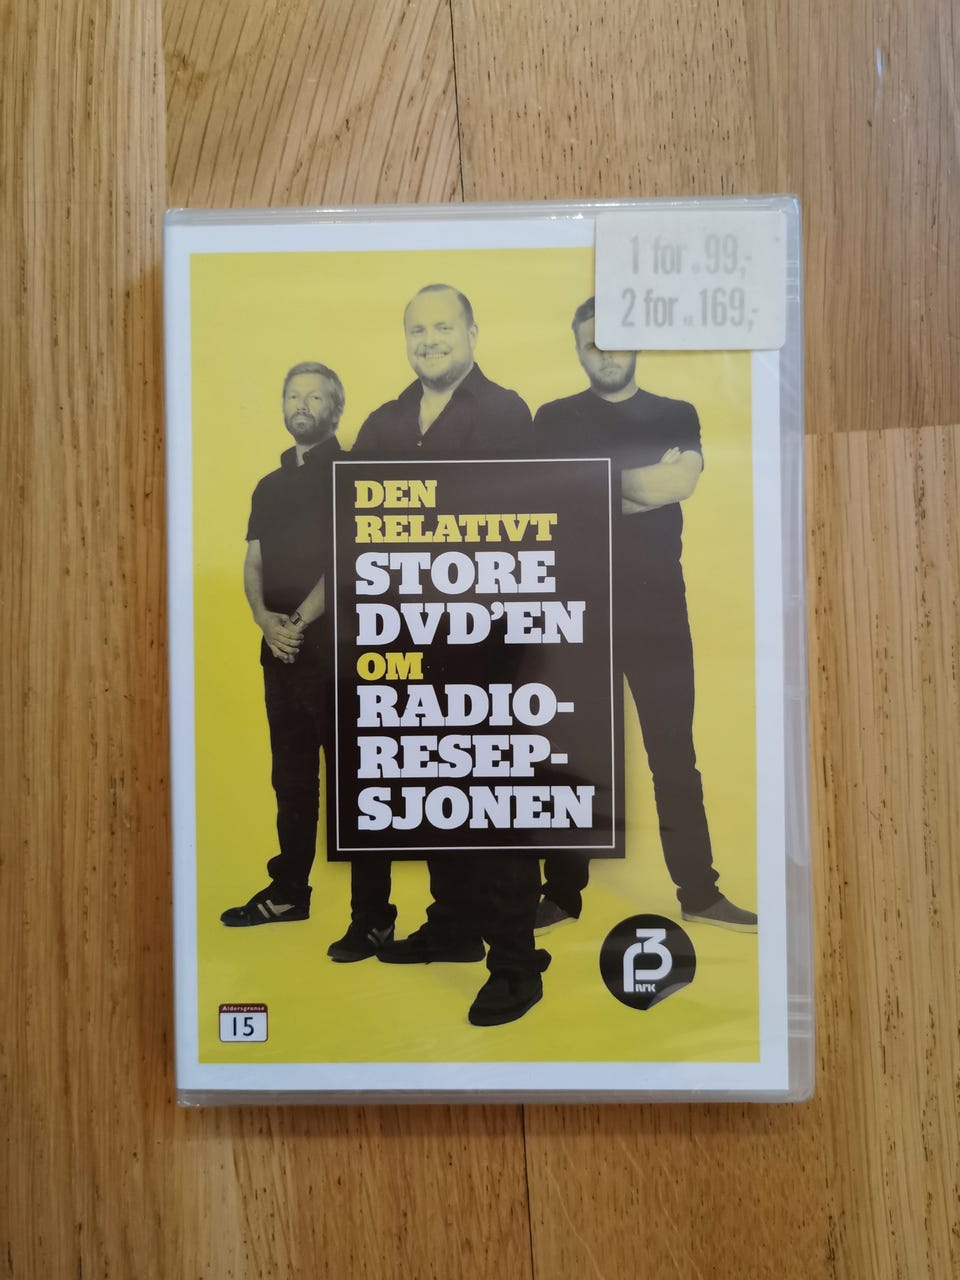 1 for kr. 99,-
2 for kr. 169,-
DEN
RELATIVT
STORE
DVD'EN
OM
RADIO-
RESEP-
SJONEN
P3
NRK
Aldersgrense
15